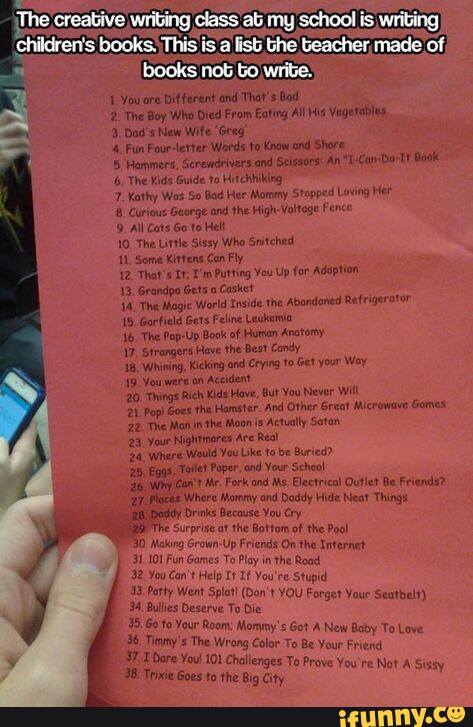 The creative writing class at my school is writing
children's books. This is a list the teacher made of
books not to write.
1. You are Different and That's Bad
2. The Boy Who Died From Eating All His Vegetables
3. Dad's New Wife "Greg"
4. Fun Four-letter Words to Know and Share
5. Hammers, Screwdrivers and Scissors: An "I-Can-Do-It Book
6. The Kids Guide to Hitchhiking
7. Kathy Was So Bad Her Mommy Stopped Loving Her
8. Curious George and the High-Voltage Fence
9. All Cats Go to Hell
10. The Little Sissy Who Snitched
11. Some Kittens Can Fly
12. That's It: I'm Putting You Up for Adoption
13. Grandpa Gets a Casket
14. The Magic World Inside the Abandoned Refrigerator
15. Garfield Gets Feline Leukemia
16. The Pop-Up Book of Human Anatomy
17. Strangers Have the Best Candy
18. Whining, Kicking and Crying to Get your Way
19. You were an Accident
20. Things Rich Kids Have, But You Never Will
21. Pop! Goes the Hamster. And Other Great Microwave Games
22. The Man in the Moon is Actually Satan
23. Your Nightmares Are Real
24. Where Would You Like to be Buried?
25. Eggs, Toilet Paper, and Your School
26. Why Can't Mr. Fork and Ms. Electrical Outlet Be Friends?
27. Places Where Mommy and Daddy Hide Neat Things
28. Daddy Drinks Because You Cry
29. The Surprise at the Bottom of the Pool
30. Making Grown-Up Friends On the Internet
31. 101 Fun Games To Play in the Road
32. You Can't Help It If You're Stupid
33. Patty Went Splat! (Don't YOU Forget Your Seatbelt)
34. Bullies Deserve To Die
35. Go to Your Room; Mommy's Got A New Baby To Love
36. Timmy's The Wrong Color To Be Your Friend
37. I Dare You! 101 Challenges To Prove You're Not A Sissy
38. Trixie Goes to the Big City
ifunny.co